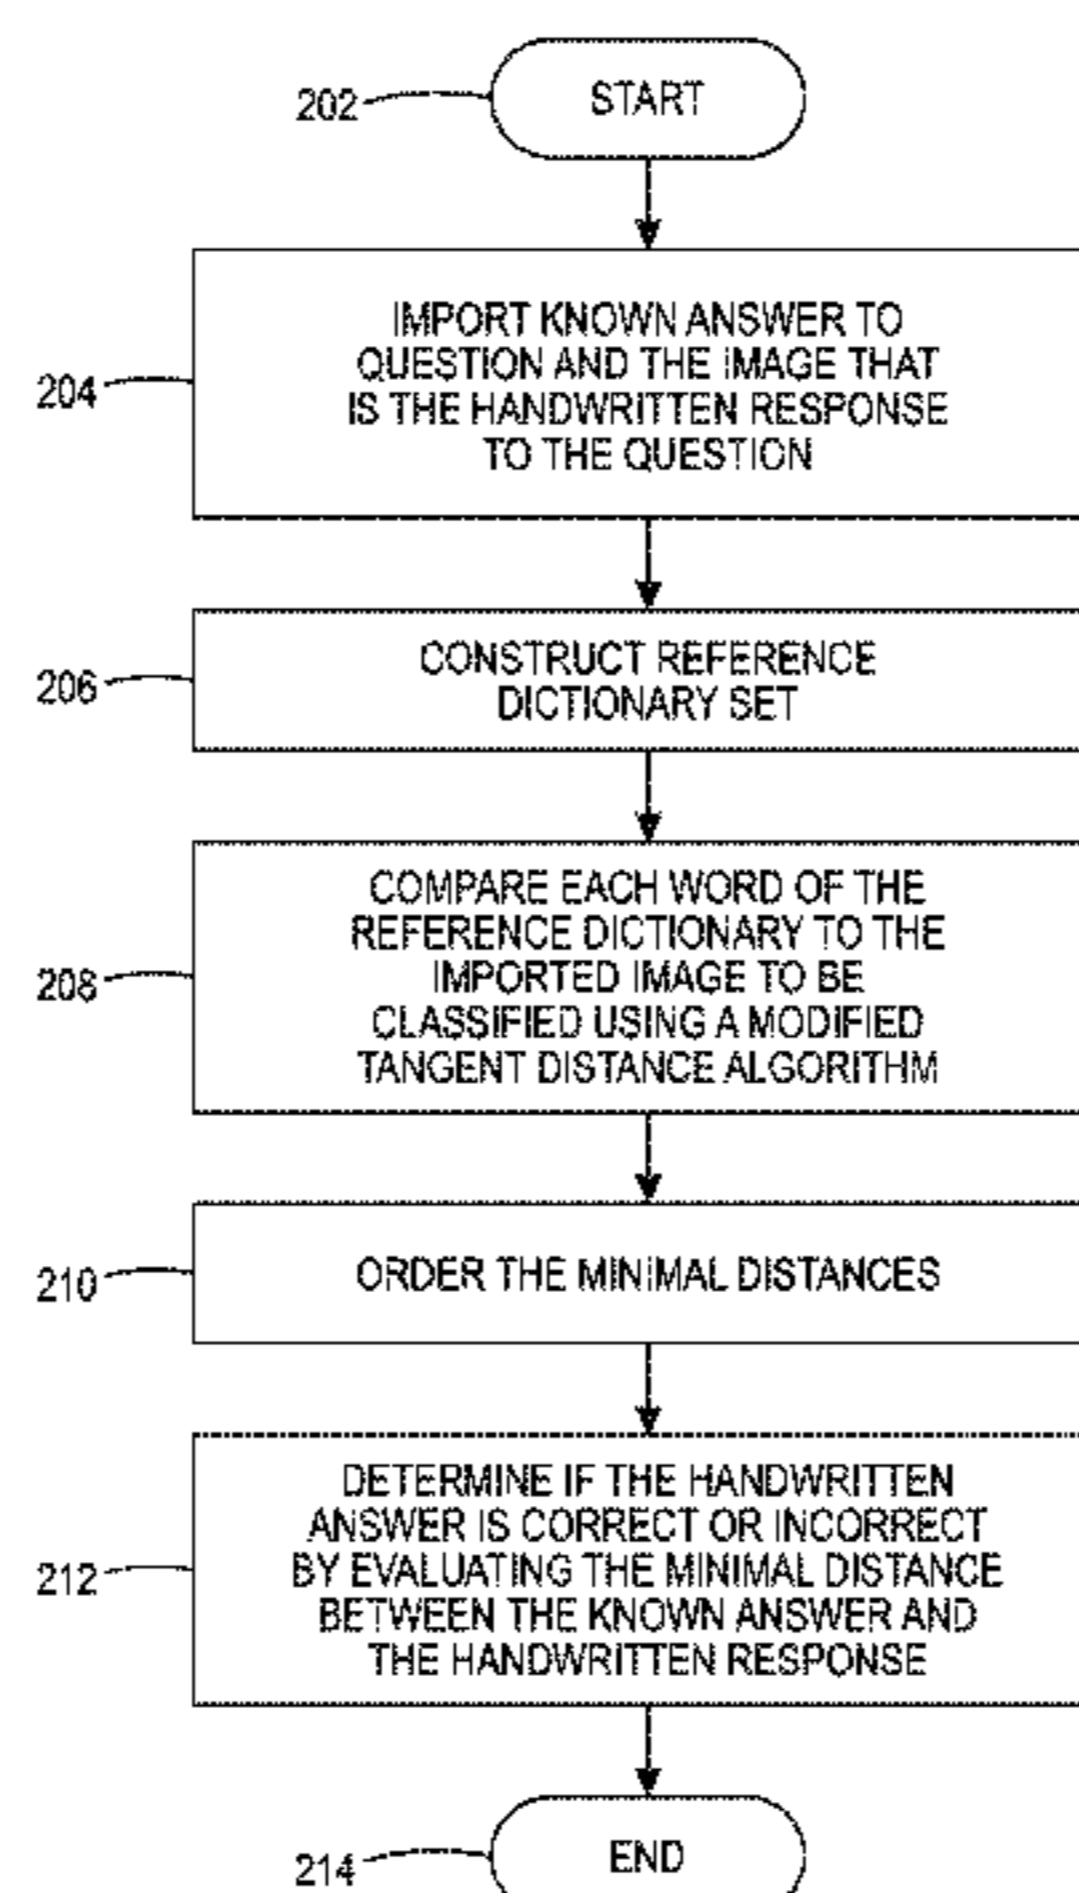 202
START
204
IMPORT KNOWN ANSWER TO
QUESTION AND THE IMAGE THAT
IS THE HANDWRITTEN RESPONSE
TO THE QUESTION
206
CONSTRUCT REFERENCE
DICTIONARY SET
208
COMPARE EACH WORD OF THE
REFERENCE DICTIONARY TO THE
IMPORTED IMAGE TO BE
CLASSIFIED USING A MODIFIED
TANGENT DISTANCE ALGORITHM
210
ORDER THE MINIMAL DISTANCES
212
DETERMINE IF THE HANDWRITTEN
ANSWER IS CORRECT OR INCORRECT
BY EVALUATING THE MINIMAL DISTANCE
BETWEEN THE KNOWN ANSWER AND
THE HANDWRITTEN RESPONSE
214
END